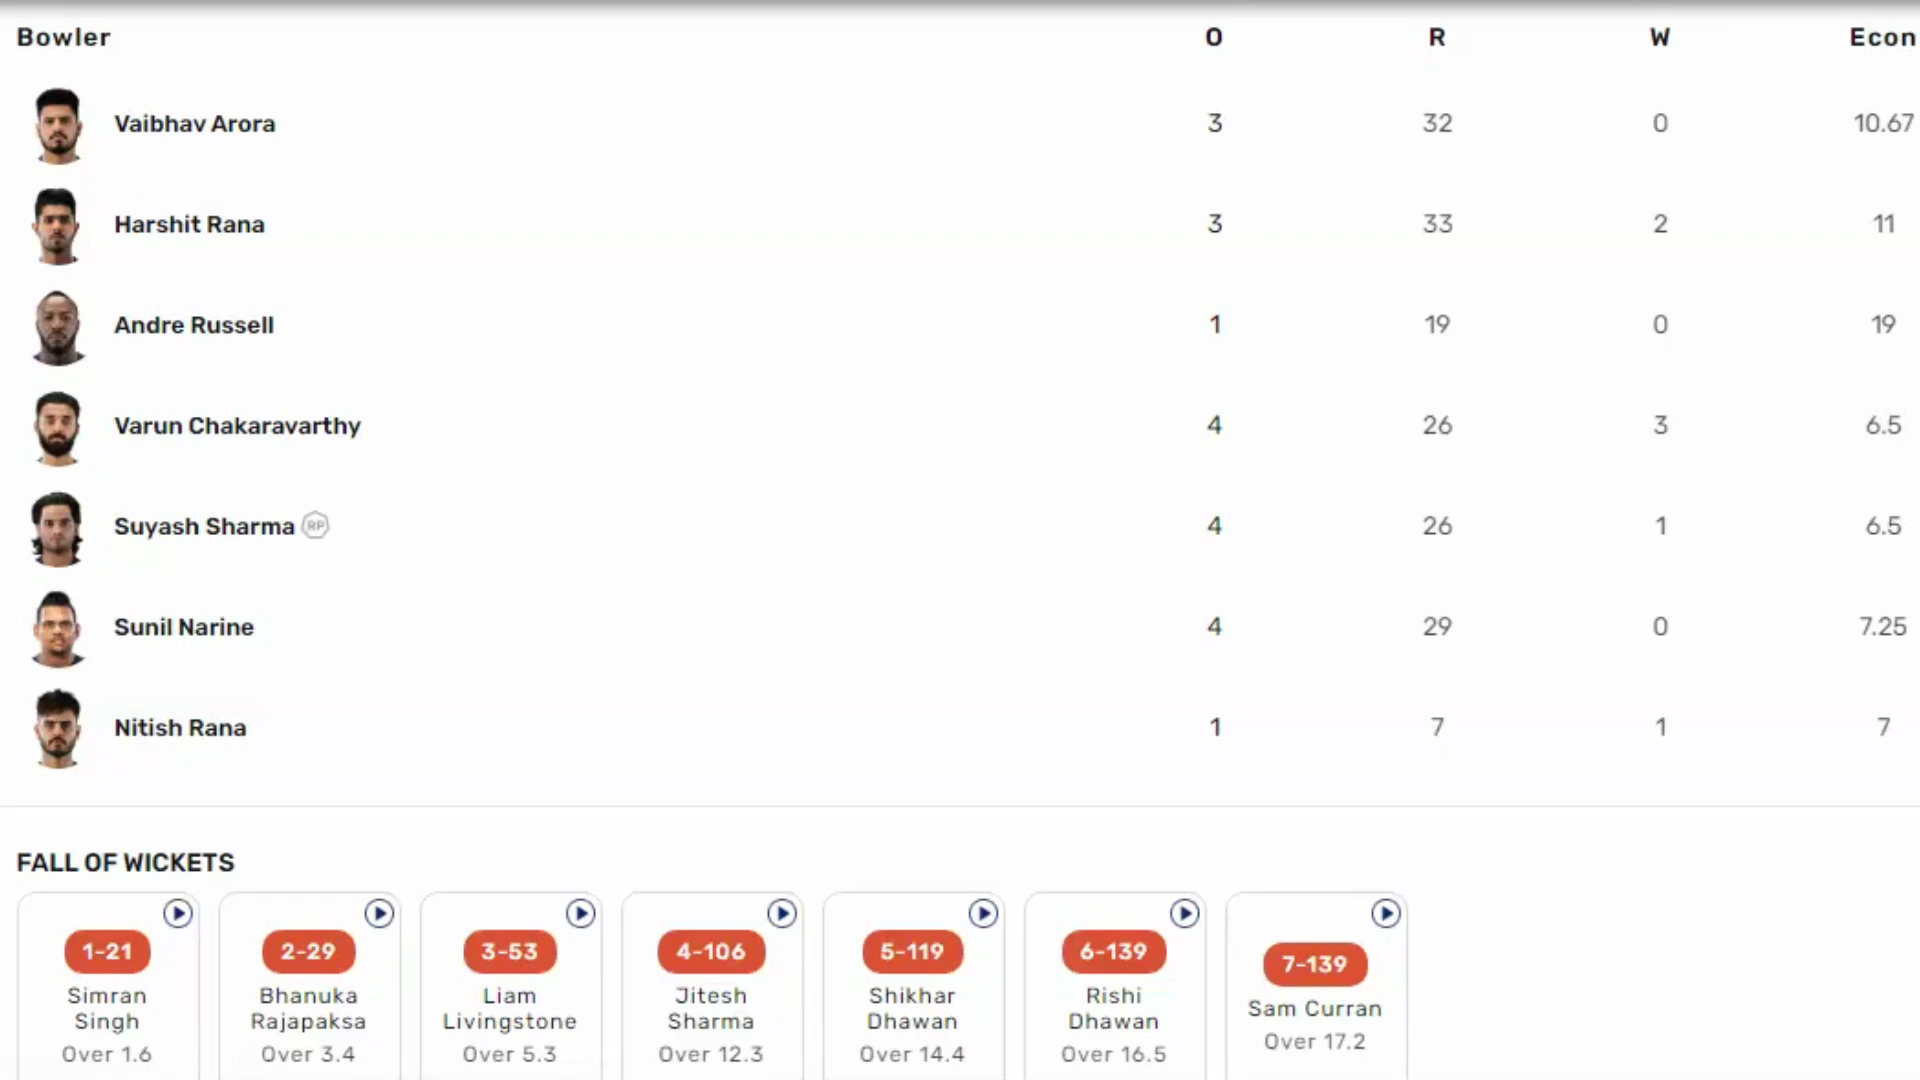 Bowler O R W Econ
Vaibhav Arora 3 32 0 10.67
Harshit Rana 3 33 2 11
Andre Russell 1 19 0 19
Varun Chakaravarthy 4 26 3 6.5
Suyash Sharma RP 4 26 1 6.5
Sunil Narine 4 29 0 7.25
Nitish Rana 1 7 1 7
FALL OF WICKETS
1-21
Simran
Singh
Over 1.6
2-29
Bhanuka
Rajapaksa
Over 3.4
3-53
Liam
Livingstone
Over 5.3
4-106
Jitesh
Sharma
Over 12.3
5-119
Shikhar
Dhawan
Over 14.4
6-139
Rishi
Dhawan
Over 16.5
7-139
Sam Curran
Over 17.2